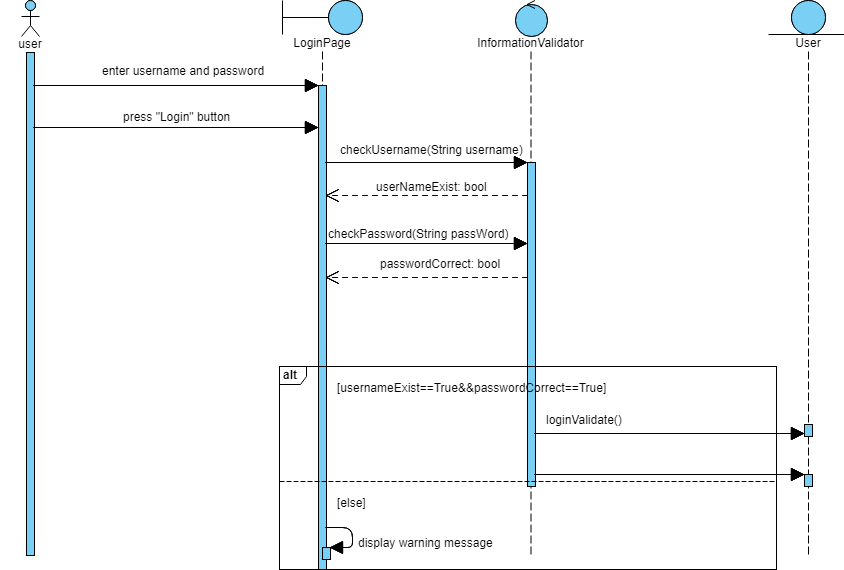 user
LoginPage
InformationValidator
User
enter username and password
press "Login" button
checkUsername(String username)
userNameExist: bool
checkPassword(String passWord)
passwordCorrect: bool
alt
[usernameExist==True&&passwordCorrect==True]
loginValidate()
[else]
display warning message